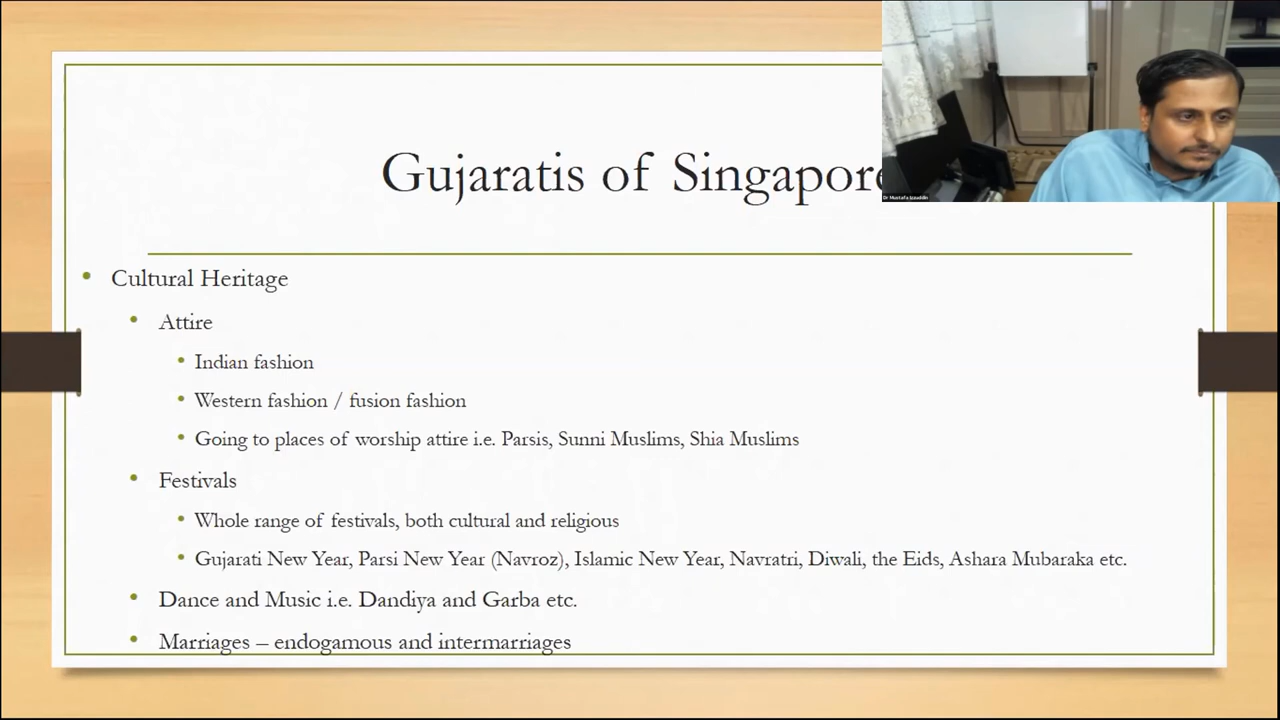 Gujaratis of Singapore
Dr Mustafa Izzuddin
Cultural Heritage
Attire
Indian fashion
Western fashion / fusion fashion
Going to places of worship attire i.e. Parsis, Sunni Muslims, Shia Muslims
Festivals
Whole range of festivals, both cultural and religious
Gujarati New Year, Parsi New Year (Navroz), Islamic New Year, Navratri, Diwali, the Eids, Ashara Mubaraka etc.
Dance and Music i.e. Dandiya and Garba etc.
Marriages – endogamous and intermarriages